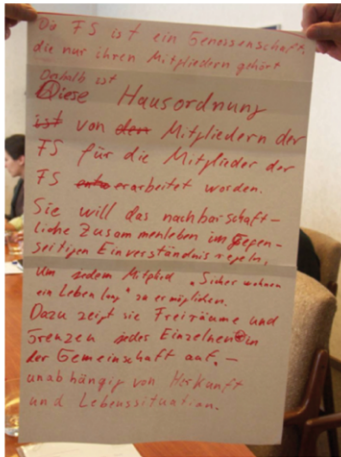 Die FS ist ein Genossenschaft,
die nur ihren Mitgliedern gehört
Deshalb ist
Diese Hausordnung
ist von den Mitgliedern der
FS für die Mitglieder der
FS erarbeitet worden.
Sie will das nachbarschaft-
liche Zusammenleben im gegen-
seitigen Einverständnis regeln,
um jedem Mitglied „Sicher wohnen
ein Leben lang" zu ermöglichen.
Dazu zeigt sie Freiräume und
Grenzen jedes Einzelnen in
der Gemeinschaft auf. –
unabhängig von Herkunft
und Lebenssituation.